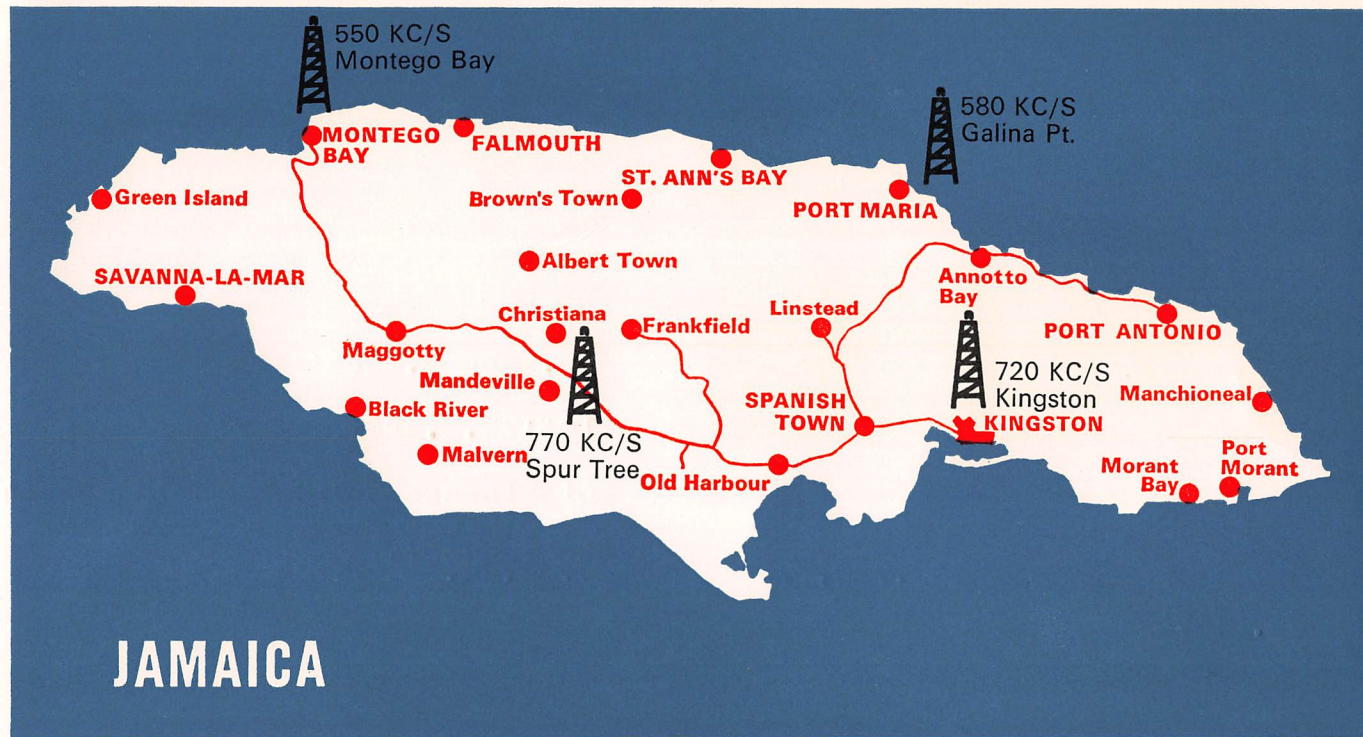 550 KC/S
Montego Bay
580 KC/S
Galina Pt.
MONTEGO
BAY
FALMOUTH
ST. ANN'S BAY
Green Island
Brown's Town
PORT MARIA
Albert Town
SAVANNA-LA-MAR
Annotto
Bay
Christiana
Frankfield
Linstead
PORT ANTONIO
Maggotty
720 KC/S
Kingston
Mandeville
Manchioneal
Black River
SPANISH
TOWN
KINGSTON
770 KC/S
Spur Tree
Malvern
Old Harbour
Morant
Bay
Port
Morant
JAMAICA